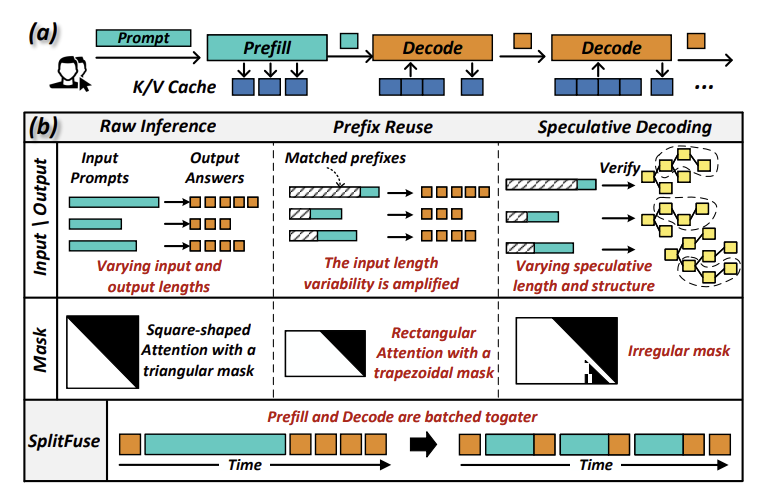 (a)
Prompt
Prefill
Decode
Decode
K/V Cache
...
(b)
Raw Inference
Prefix Reuse
Speculative Decoding
Input \ Output
Input
Prompts
Output
Answers
Varying input and
output lengths
Matched prefixes
The input length
variability is amplified
Verify
Varying speculative
length and structure
Mask
Square-shaped
Attention with a
triangular mask
Rectangular
Attention with a
trapezoidal mask
Irregular mask
SplitFuse
Prefill and Decode are batched togater
Time
Time